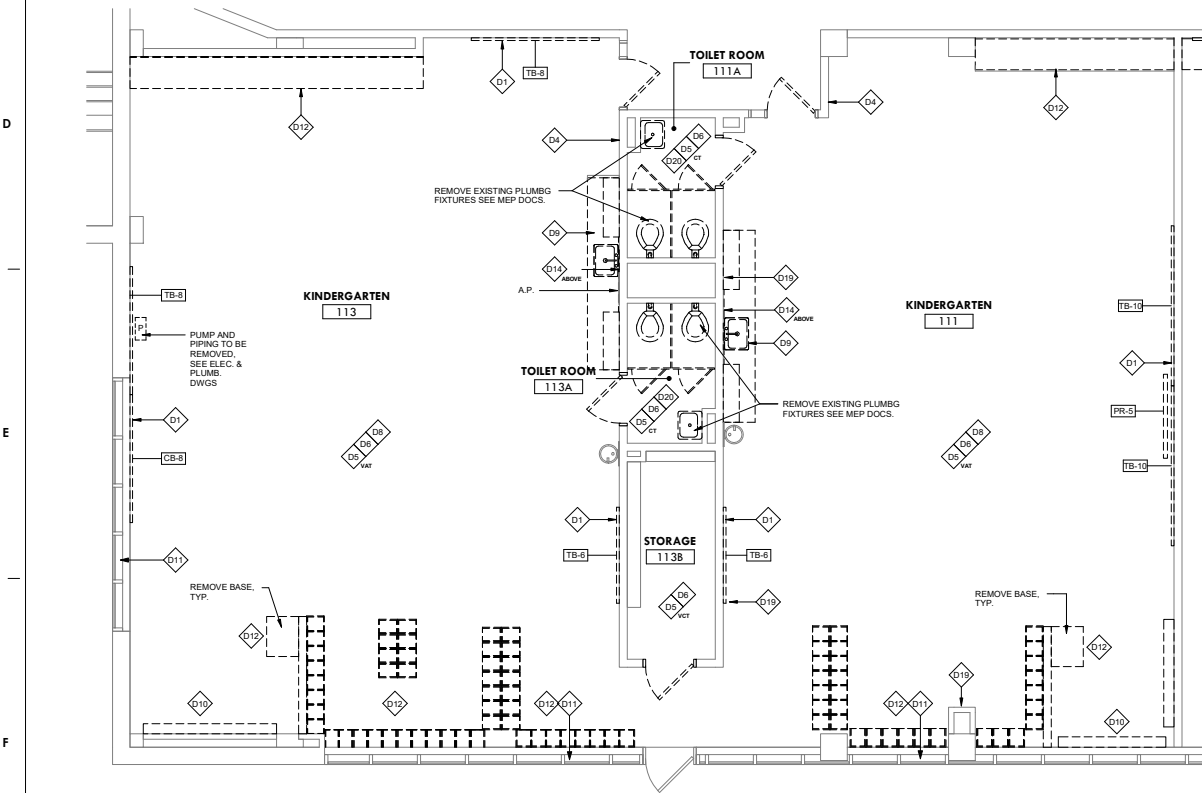 TOILET ROOM
111A
D1
TB-8
D12
D12
D4
D
D6
D5
D20
CT
D4
REMOVE EXISTING PLUMBG
FIXTURES SEE MEP DOCS.
D9
D14
ABOVE
A.P.
D19
D14
ABOVE
D9
TB-8
P
PUMP AND
PIPING TO BE
REMOVED,
SEE ELEC. &
PLUMB.
DWGS
KINDERGARTEN
113
KINDERGARTEN
111
TB-10
D1
PR-5
TB-10
TOILET ROOM
113A
D20
D6
D5
CT
REMOVE EXISTING PLUMBG
FIXTURES SEE MEP DOCS.
E
D1
CB-8
D8
D6
D5
VAT
D8
D6
D5
VAT
D1
TB-6
STORAGE
113B
D1
TB-6
D11
D6
D5
VCT
D19
REMOVE BASE,
TYP.
D12
REMOVE BASE,
TYP.
D12
D10
D12
D12
D11
D12
D11
D19
D10
F